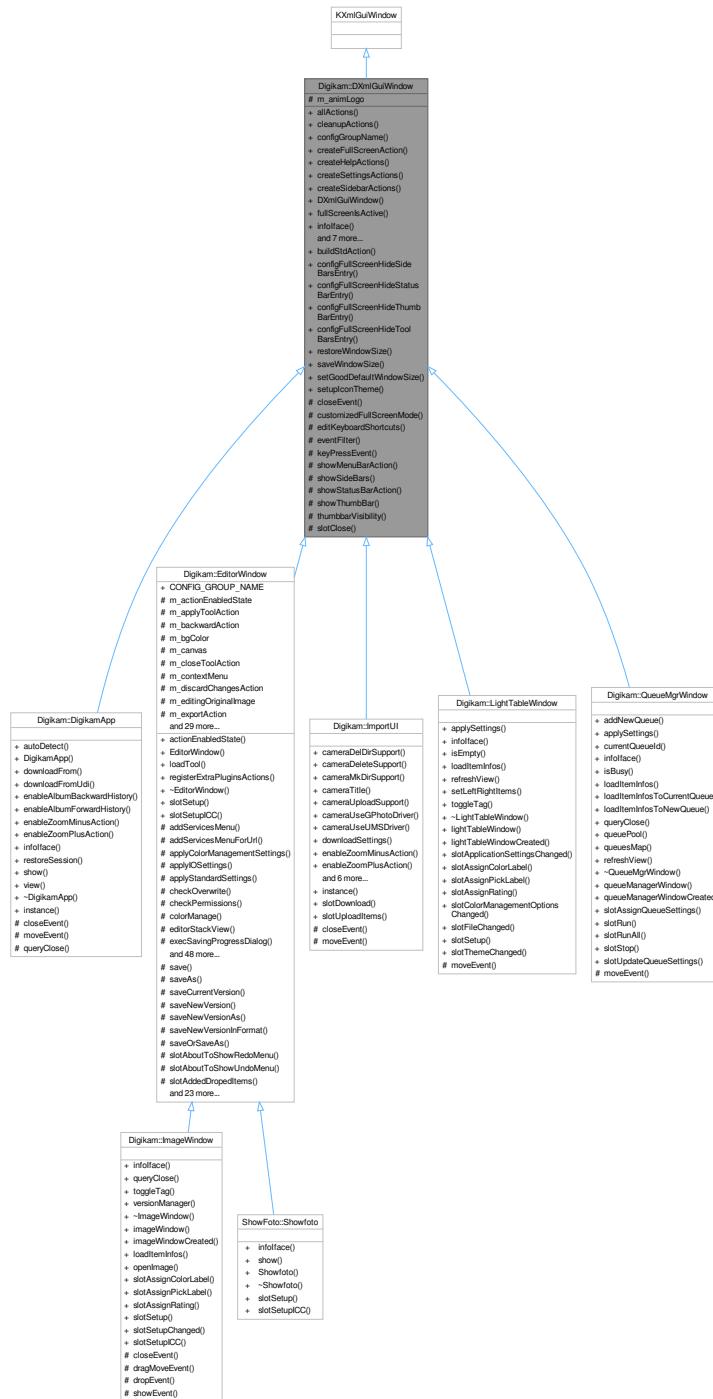 KXmlGuiWindow
Digikam::DXmlGuiWindow
# m_animLogo
+ allActions()
+ cleanupActions()
+ configGroupName()
+ createFullScreenAction()
+ createHelpActions()
+ createSettingsActions()
+ createSidebarActions()
+ DXmlGuiWindow()
+ fullScreenIsActive()
+ infoIface()
and 7 more...
+ buildStdAction()
+ configFullScreenHideSide
BarsEntry()
+ configFullScreenHideStatus
BarEntry()
+ configFullScreenHideThumb
BarEntry()
+ configFullScreenHideTool
BarsEntry()
+ restoreWindowSize()
+ saveWindowSize()
+ setGoodDefaultWindowSize()
+ setupIconTheme()
# closeEvent()
# customizedFullScreenMode()
# editKeyboardShortcuts()
# eventFilter()
# keyPressEvent()
# showMenuBarAction()
# showSideBars()
# showStatusBarAction()
# showThumbBar()
# thumbbarVisibility()
# slotClose()
Digikam::DigikamApp
+ autoDetect()
+ DigikamApp()
+ downloadFrom()
+ downloadFromUdi()
+ enableAlbumBackwardHistory()
+ enableAlbumForwardHistory()
+ enableZoomMinusAction()
+ enableZoomPlusAction()
+ infoIface()
+ restoreSession()
+ show()
+ view()
+ ~DigikamApp()
+ instance()
# closeEvent()
# moveEvent()
# queryClose()
Digikam::EditorWindow
+ CONFIG_GROUP_NAME
# m_actionEnabledState
# m_applyToolAction
# m_backwardAction
# m_bgColor
# m_canvas
# m_closeToolAction
# m_contextMenu
# m_discardChangesAction
# m_editingOriginalImage
# m_exportAction
and 29 more...
+ actionEnabledState()
+ EditorWindow()
+ loadTool()
+ registerExtraPluginsActions()
+ ~EditorWindow()
+ slotSetup()
+ slotSetupICC()
# addServicesMenu()
# addServicesMenuForUrl()
# applyColorManagementSettings()
# applyIOSettings()
# applyStandardSettings()
# checkOverwrite()
# checkPermissions()
# colorManage()
# editorStackView()
# execSavingProgressDialog()
and 48 more...
# save()
# saveAs()
# saveCurrentVersion()
# saveNewVersion()
# saveNewVersionAs()
# saveNewVersionInFormat()
# saveOrSaveAs()
# slotAboutToShowRedoMenu()
# slotAboutToShowUndoMenu()
# slotAddedDropedItems()
and 23 more...
Digikam::ImportUI
+ cameraDelDirSupport()
+ cameraDeleteSupport()
+ cameraMkDirSupport()
+ cameraTitle()
+ cameraUploadSupport()
+ cameraUseGPhotoDriver()
+ cameraUseUMSDriver()
+ downloadSettings()
+ enableZoomMinusAction()
+ enableZoomPlusAction()
and 6 more...
+ instance()
+ slotDownload()
+ slotUploadItems()
# closeEvent()
# moveEvent()
Digikam::LightTableWindow
+ applySettings()
+ infoIface()
+ isEmpty()
+ loadItemInfos()
+ refreshView()
+ setLeftRightItems()
+ toggleTag()
+ ~LightTableWindow()
+ lightTableWindow()
+ lightTableWindowCreated()
+ slotApplicationSettingsChanged()
+ slotAssignColorLabel()
+ slotAssignPickLabel()
+ slotAssignRating()
+ slotColorManagementOptions
Changed()
+ slotFileChanged()
+ slotSetup()
+ slotThemeChanged()
# moveEvent()
Digikam::QueueMgrWindow
+ addNewQueue()
+ applySettings()
+ currentQueueId()
+ infoIface()
+ isBusy()
+ loadItemInfos()
+ loadItemInfosToCurrentQueue
+ loadItemInfosToNewQueue()
+ queryClose()
+ queuePool()
+ queuesMap()
+ refreshView()
+ ~QueueMgrWindow()
+ queueManagerWindow()
+ queueManagerWindowCreated
+ slotAssignQueueSettings()
+ slotRun()
+ slotRunAll()
+ slotStop()
+ slotUpdateQueueSettings()
# moveEvent()
Digikam::ImageWindow
+ infoIface()
+ queryClose()
+ toggleTag()
+ versionManager()
+ ~ImageWindow()
+ imageWindow()
+ imageWindowCreated()
+ loadItemInfos()
+ openImage()
+ slotAssignColorLabel()
+ slotAssignPickLabel()
+ slotAssignRating()
+ slotSetup()
+ slotSetupChanged()
+ slotSetupICC()
# closeEvent()
# dragMoveEvent()
# dropEvent()
# showEvent()
ShowFoto::Showfoto
+ infoIface()
+ show()
+ Showfoto()
+ ~Showfoto()
+ slotSetup()
+ slotSetupICC()